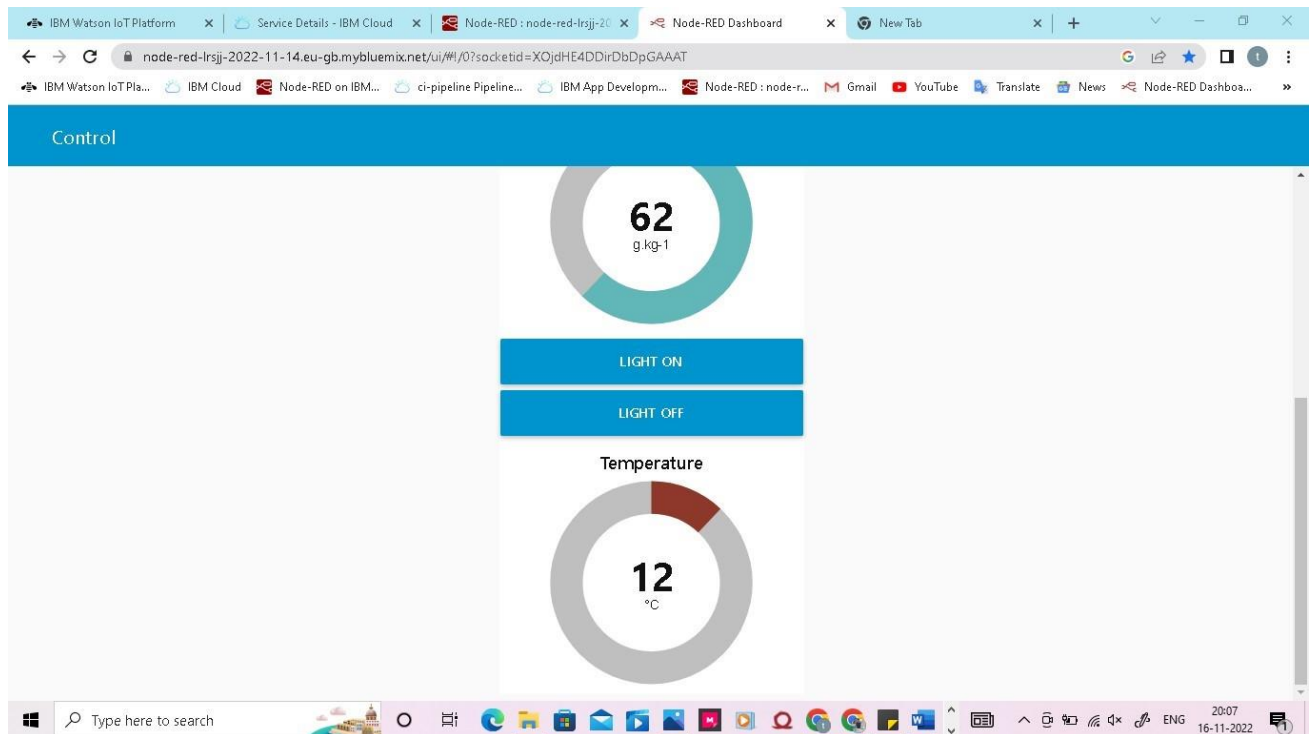 IBM Watson IoT Platform
Service Details - IBM Cloud
Node-RED : node-red-lrsjj-20
Node-RED Dashboard
New Tab
node-red-lrsjj-2022-11-14.eu-gb.mybluemix.net/ui/#!/0?socketid=XOjdHE4DDirDbDpGAAAT
IBM Watson IoT Pla...
IBM Cloud
Node-RED on IBM...
ci-pipeline Pipeline...
IBM App Developm...
Node-RED : node-r...
Gmail
YouTube
Translate
News
Node-RED Dashboa...
Control
62
g.kg-1
LIGHT ON
LIGHT OFF
Temperature
12
°C
Type here to search
ENG
20:07
16-11-2022